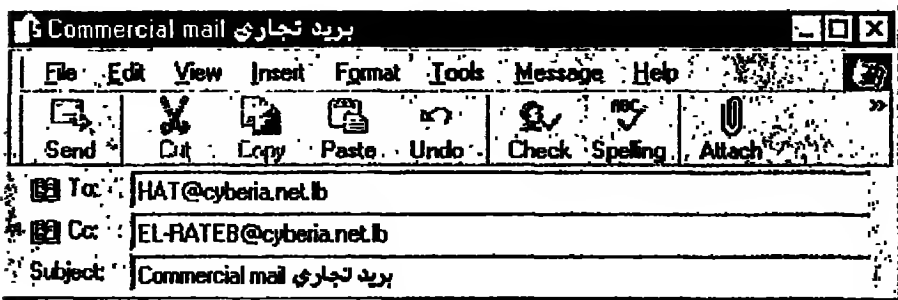 Commercial mail بريد تجاري
File Edit View Insert Format Tools Message Help
Send Cut Copy Paste Undo Check Spelling Attach »
To: HAT@cyberia.net.lb
Cc: EL-RATEB@cyberia.net.lb
Subject: Commercial mail بريد تجاري